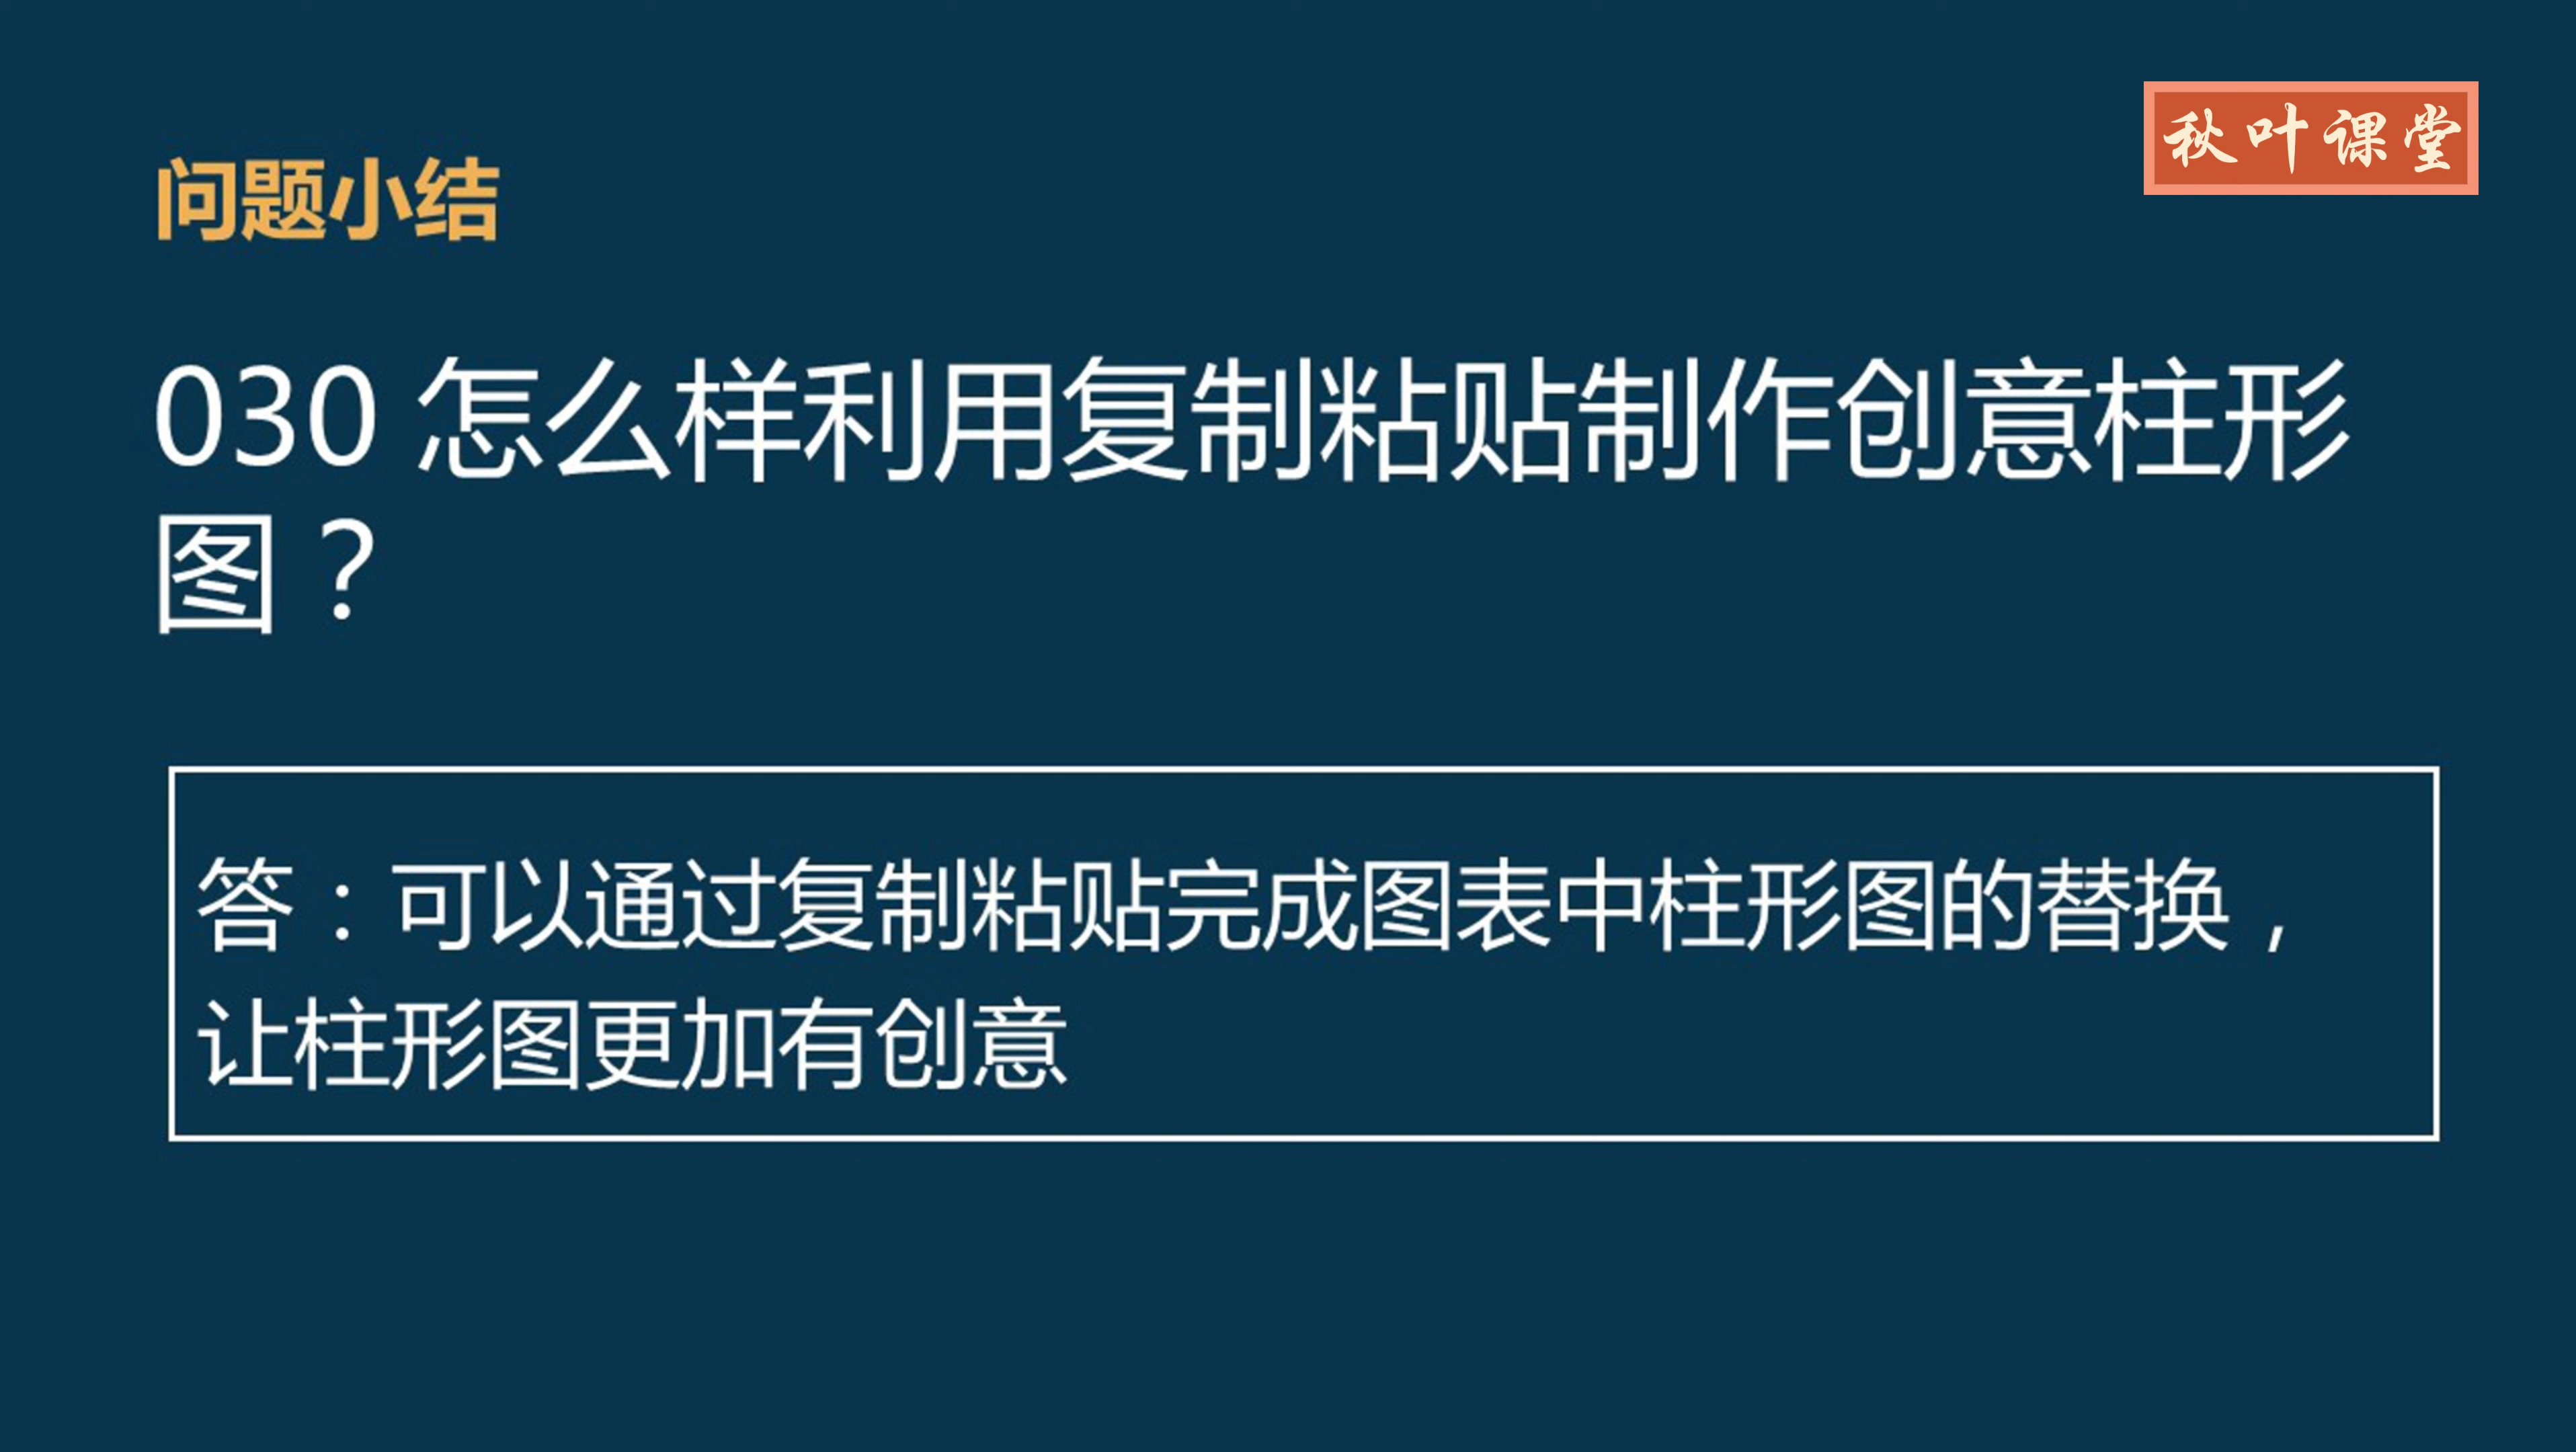 秋叶课堂
问题小结
030 怎么样利用复制粘贴制作创意柱形
图？
答：可以通过复制粘贴完成图表中柱形图的替换，
让柱形图更加有创意